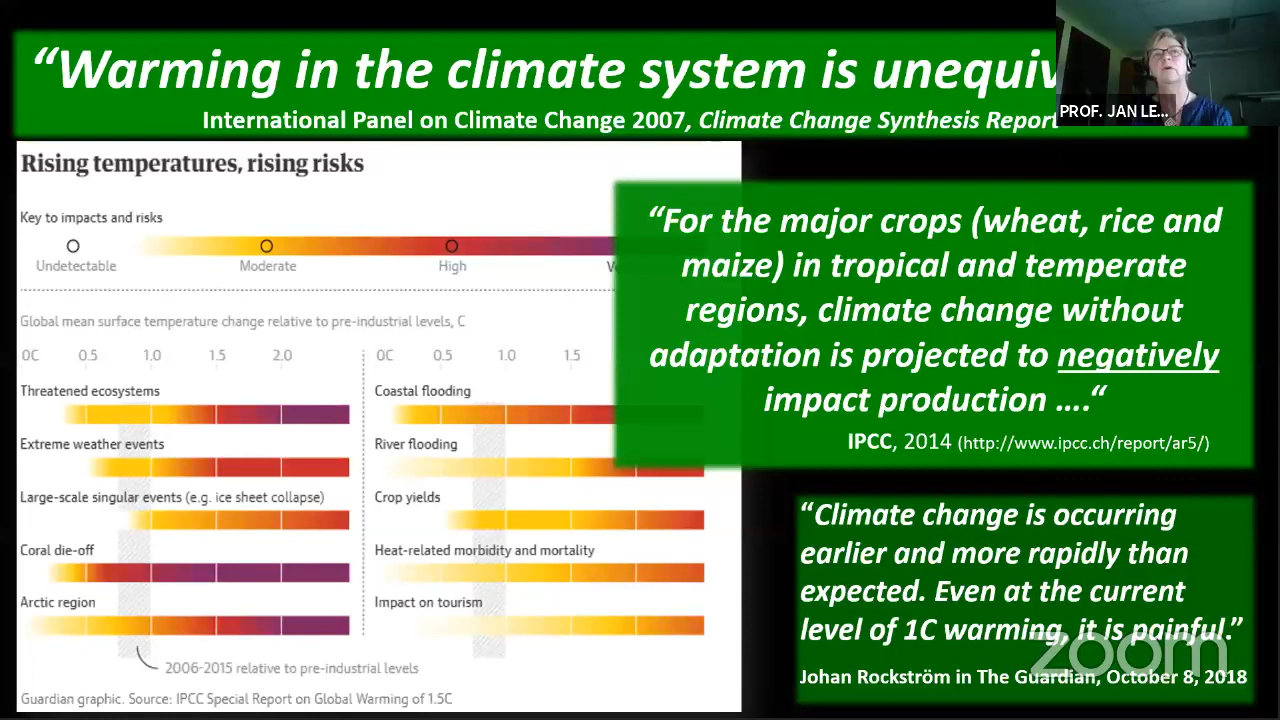 “Warming in the climate system is unequiv
International Panel on Climate Change 2007, Climate Change Synthesis Report
PROF. JAN LE...
Rising temperatures, rising risks
Key to impacts and risks
Undetectable Moderate High
Global mean surface temperature change relative to pre-industrial levels, C
0C 0.5 1.0 1.5 2.0
0C 0.5 1.0 1.5
Threatened ecosystems
Extreme weather events
Large-scale singular events (e.g. ice sheet collapse)
Coral die-off
Arctic region
Coastal flooding
River flooding
Crop yields
Heat-related morbidity and mortality
Impact on tourism
2006-2015 relative to pre-industrial levels
Guardian graphic. Source: IPCC Special Report on Global Warming of 1.5C
“For the major crops (wheat, rice and
maize) in tropical and temperate
regions, climate change without
adaptation is projected to negatively
impact production ....“
IPCC, 2014 (http://www.ipcc.ch/report/ar5/)
“Climate change is occurring
earlier and more rapidly than
expected. Even at the current
level of 1C warming, it is painful.”
Johan Rockström in The Guardian, October 8, 2018
zoom